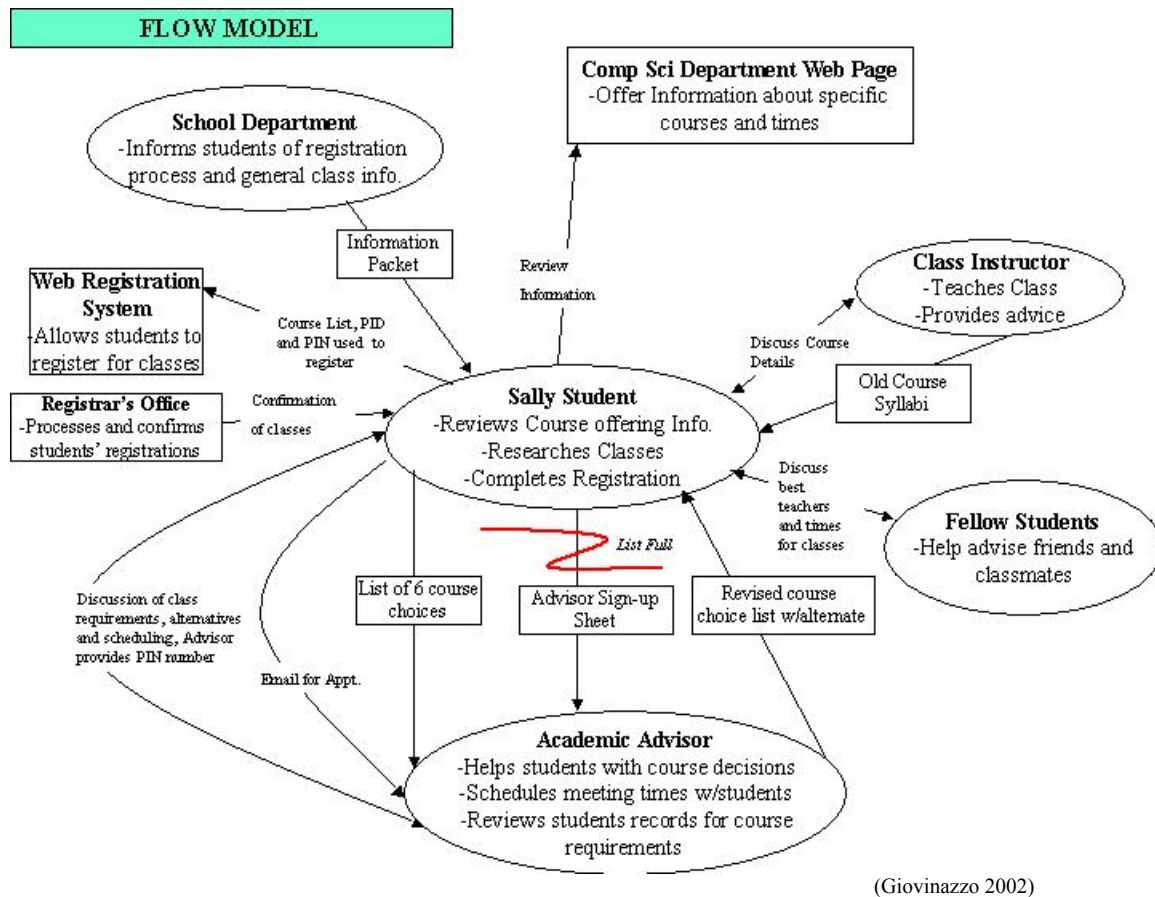 FLOW MODEL
Comp Sci Department Web Page
-Offer Information about specific
courses and times
School Department
-Informs students of registration
process and general class info.
Information
Packet
Review
Information
Class Instructor
- Teaches Class
- Provides advice
Web Registration
System
-Allows students to
register for classes
Course List, PID
and PIN used to
register
Discuss Course
Details
Old Course
Syllabi
Registrar's Office
-Processes and confirms
students' registrations
Confirmation
of classes
Sally Student
-Reviews Course offering Info.
-Researches Classes
-Completes Registration
Discuss
best
teachers
and times
for classes
Fellow Students
-Help advise friends and
classmates
List Full
List of 6 course
choices
Advisor Sign-up
Sheet
Revised course
choice list w/alternate
Discussion of class
requirements, alternatives
and scheduling, Advisor
provides PIN number
Email for Appt.
Academic Advisor
-Helps students with course decisions
-Schedules meeting times w/students
-Reviews students records for course
requirements
(Giovinazzo 2002)